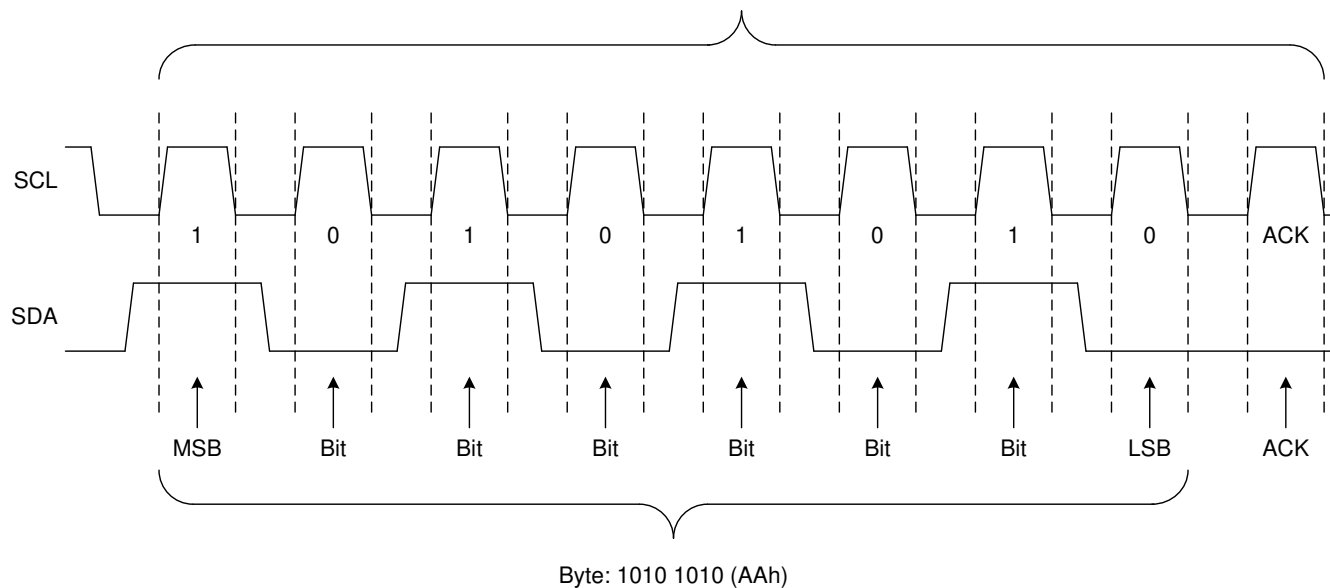 SCL
1 0 1 0 1 0 1 0 ACK
SDA
MSB Bit Bit Bit Bit Bit Bit LSB ACK
Byte: 1010 1010 (AAh)